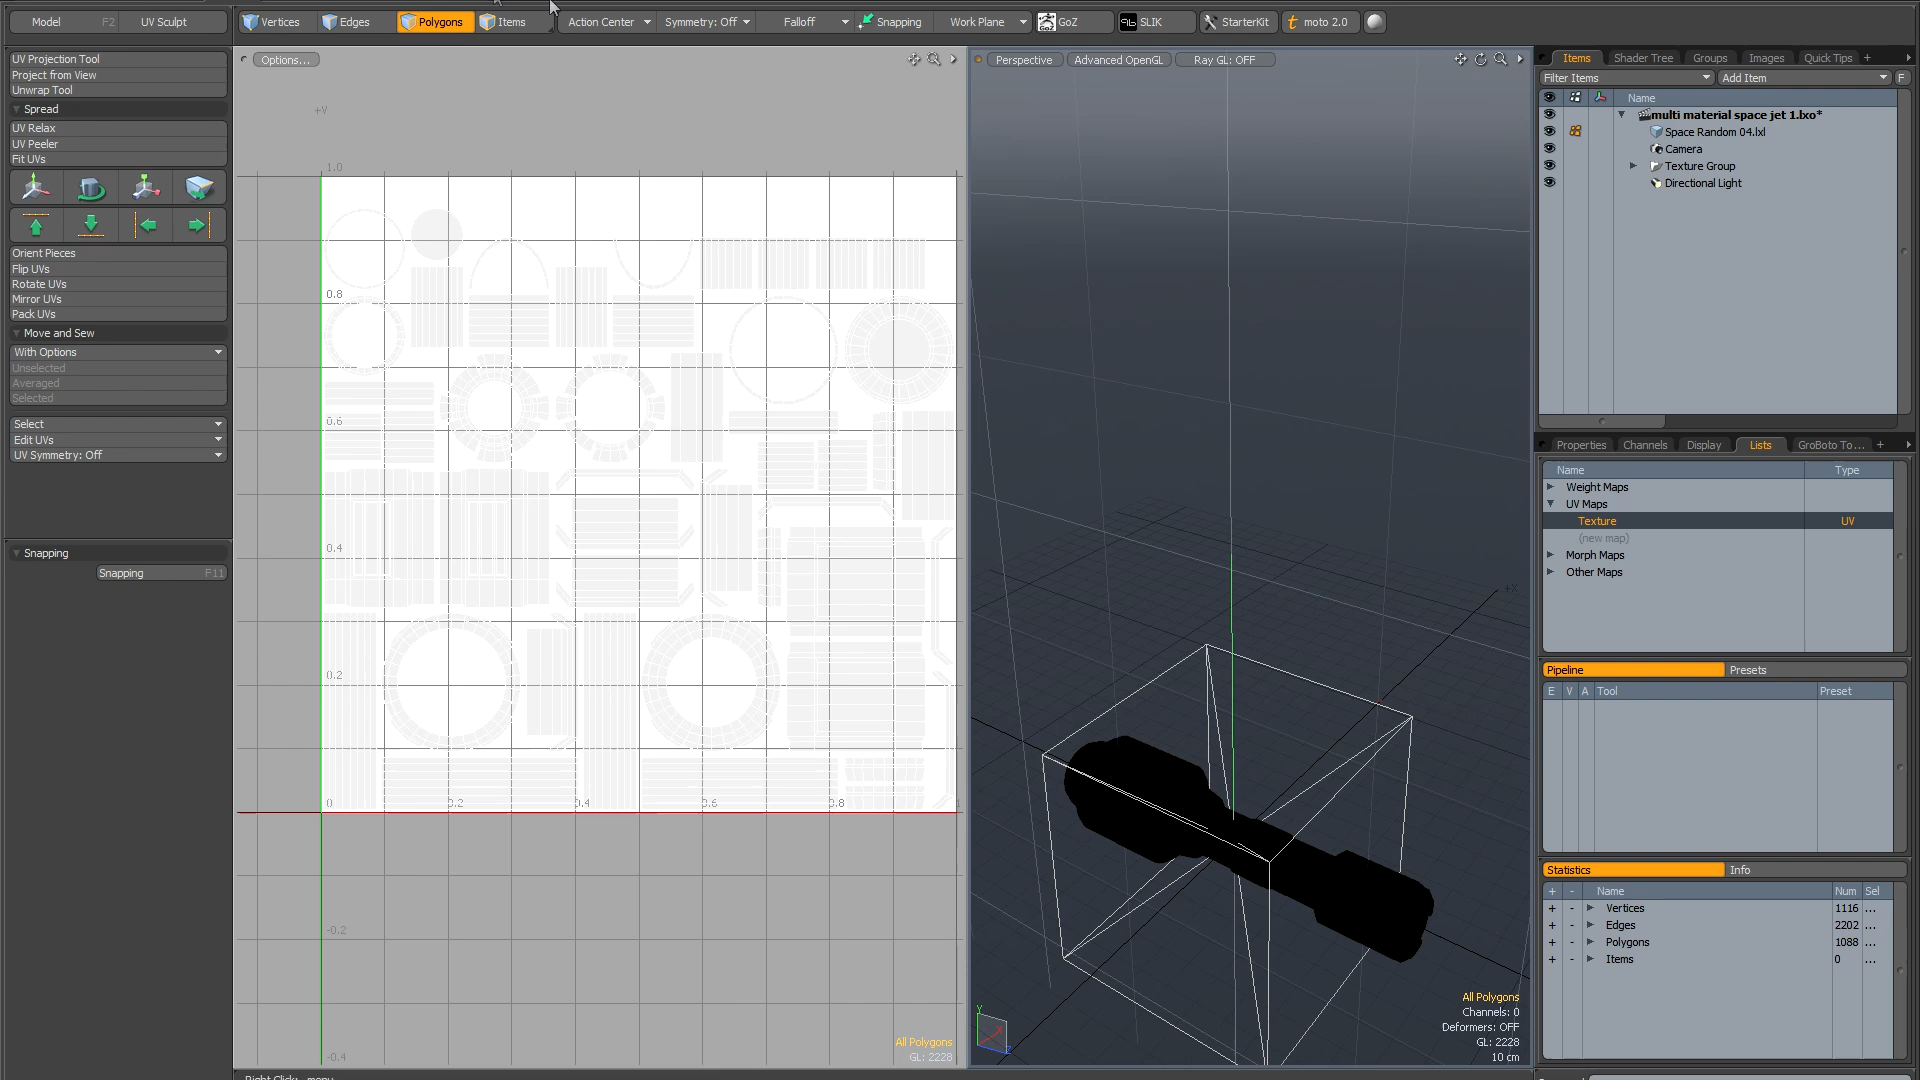 Model F2 UV Sculpt
Vertices Edges Polygons Items Action Center Symmetry: Off Falloff Snapping Work Plane GoZ SLIK StarterKit moto 2.0
UV Projection Tool
Project from View
Unwrap Tool
Spread
UV Relax
UV Peeler
Fit UVs
Orient Pieces
Flip UVs
Rotate UVs
Mirror UVs
Pack UVs
Move and Sew
With Options
Unselected
Averaged
Selected
Select
Edit UVs
UV Symmetry: Off
Snapping
Snapping F11
Options...
+V
1.0
0.8
0.6
0.4
0.2
0 0.2 0.4 0.6 0.8 1
-0.2
-0.4
All Polygons
GL: 2228
Right Click: menu
Perspective Advanced OpenGL Ray GL: OFF
+X
Y
X
Z
All Polygons
Channels: 0
Deformers: OFF
GL: 2228
10 cm
Items Shader Tree Groups Images Quick Tips +
Filter Items Add Item F
Name
multi material space jet 1.lxo*
Space Random 04.lxl
Camera
Texture Group
Directional Light
Properties Channels Display Lists GroBoto To... +
Name Type
Weight Maps
UV Maps
Texture UV
(new map)
Morph Maps
Other Maps
Pipeline Presets
E V A Tool Preset
Statistics Info
+ - Name Num Sel
+ - Vertices 1116 ...
+ - Edges 2202 ...
+ - Polygons 1088 ...
+ - Items 0 ...